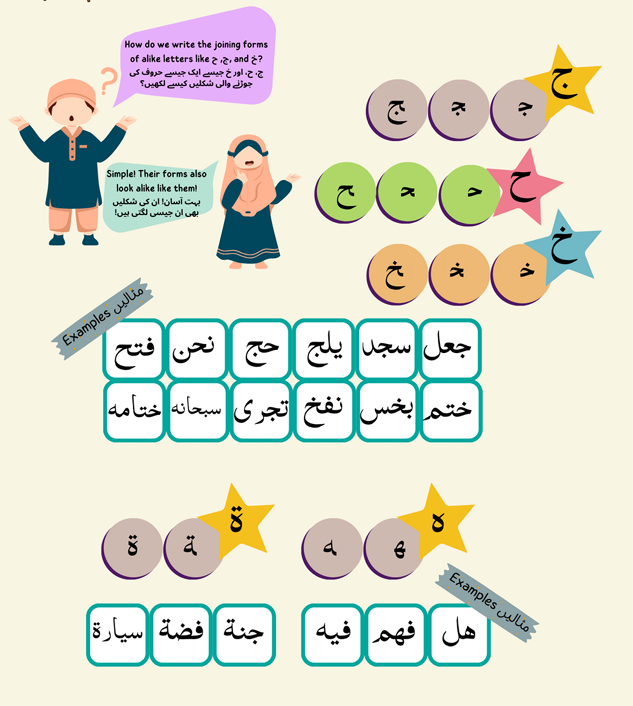 How do we write the joining forms
of alike letters like ج ,ح, and خ?
ج، ح، اور خ جیسے ایک جیسے حروف کی
جوڑنے والی شکلیں کیسے لکھیں؟
Simple! Their forms also
look alike like them!
بہت آسان! ان کی شکلیں
بھی ان جیسی لگتی ہیں!
ج
جـ ـجـ ـج
ح
حـ ـحـ ـح
خ
خـ ـخـ ـخ
Examples مثالیں
جعل سجد يلج حج نحن فتح
ختم بخس نفخ تجرى سبحانه ختامه
ه
ـهـ ـه
ة
ـة ة
Examples مثالیں
هل فهم فيه
جنة فضة سيارة